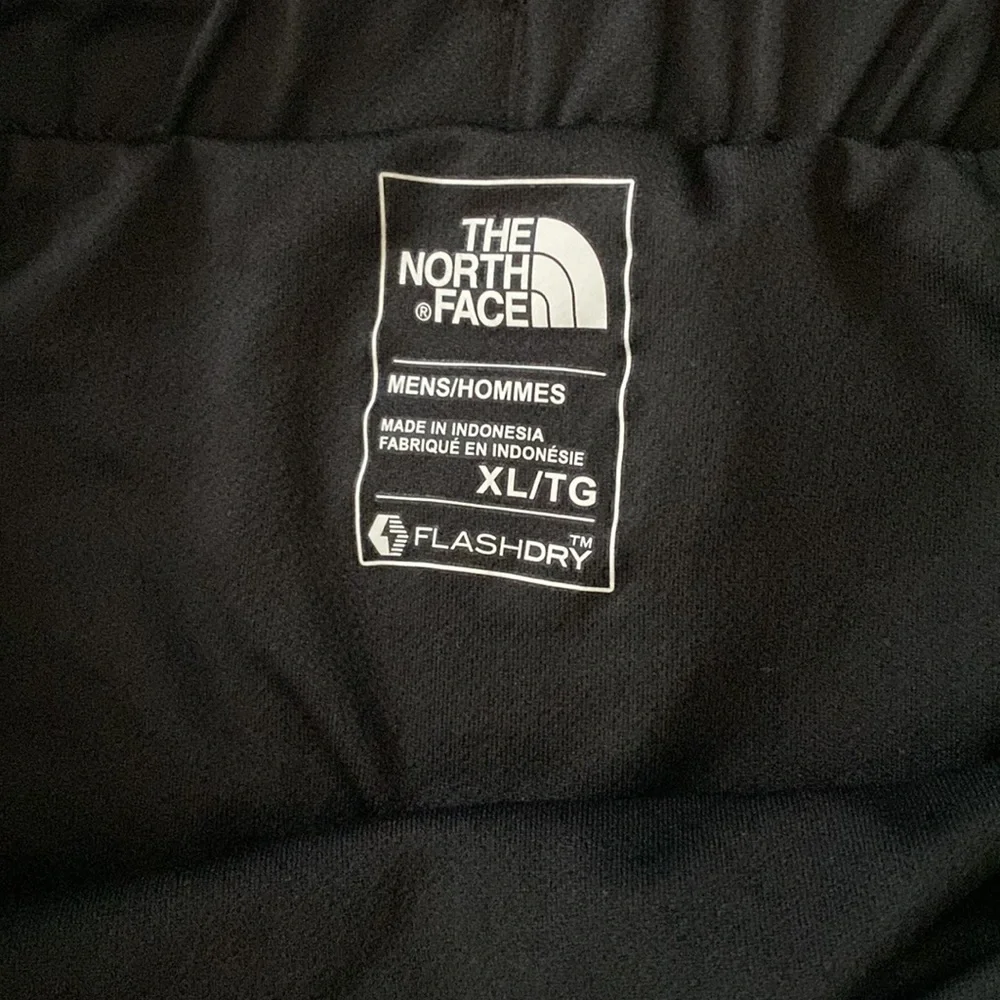 THE
NORTH
® FACE
MENS/HOMMES
MADE IN INDONESIA
FABRIQUÉ EN INDONÉSIE
XL/TG
FLASHDRY™